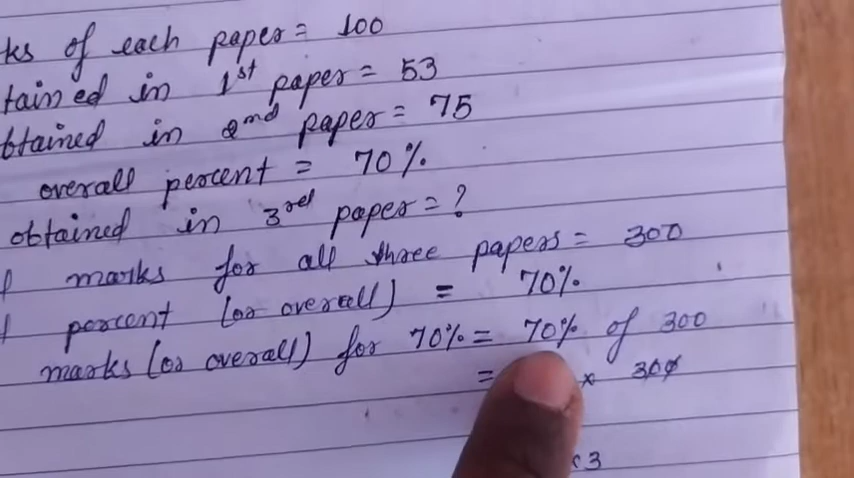 ks of each paper = 100
tained in 1st paper = 53
btained in 2nd paper = 75
overall percent = 70%.
obtained in 3rd paper = ?
marks for all three papers = 300
percent (or overall) = 70%.
marks (or overall) for 70% = 70% of 300
= × 300
× 3